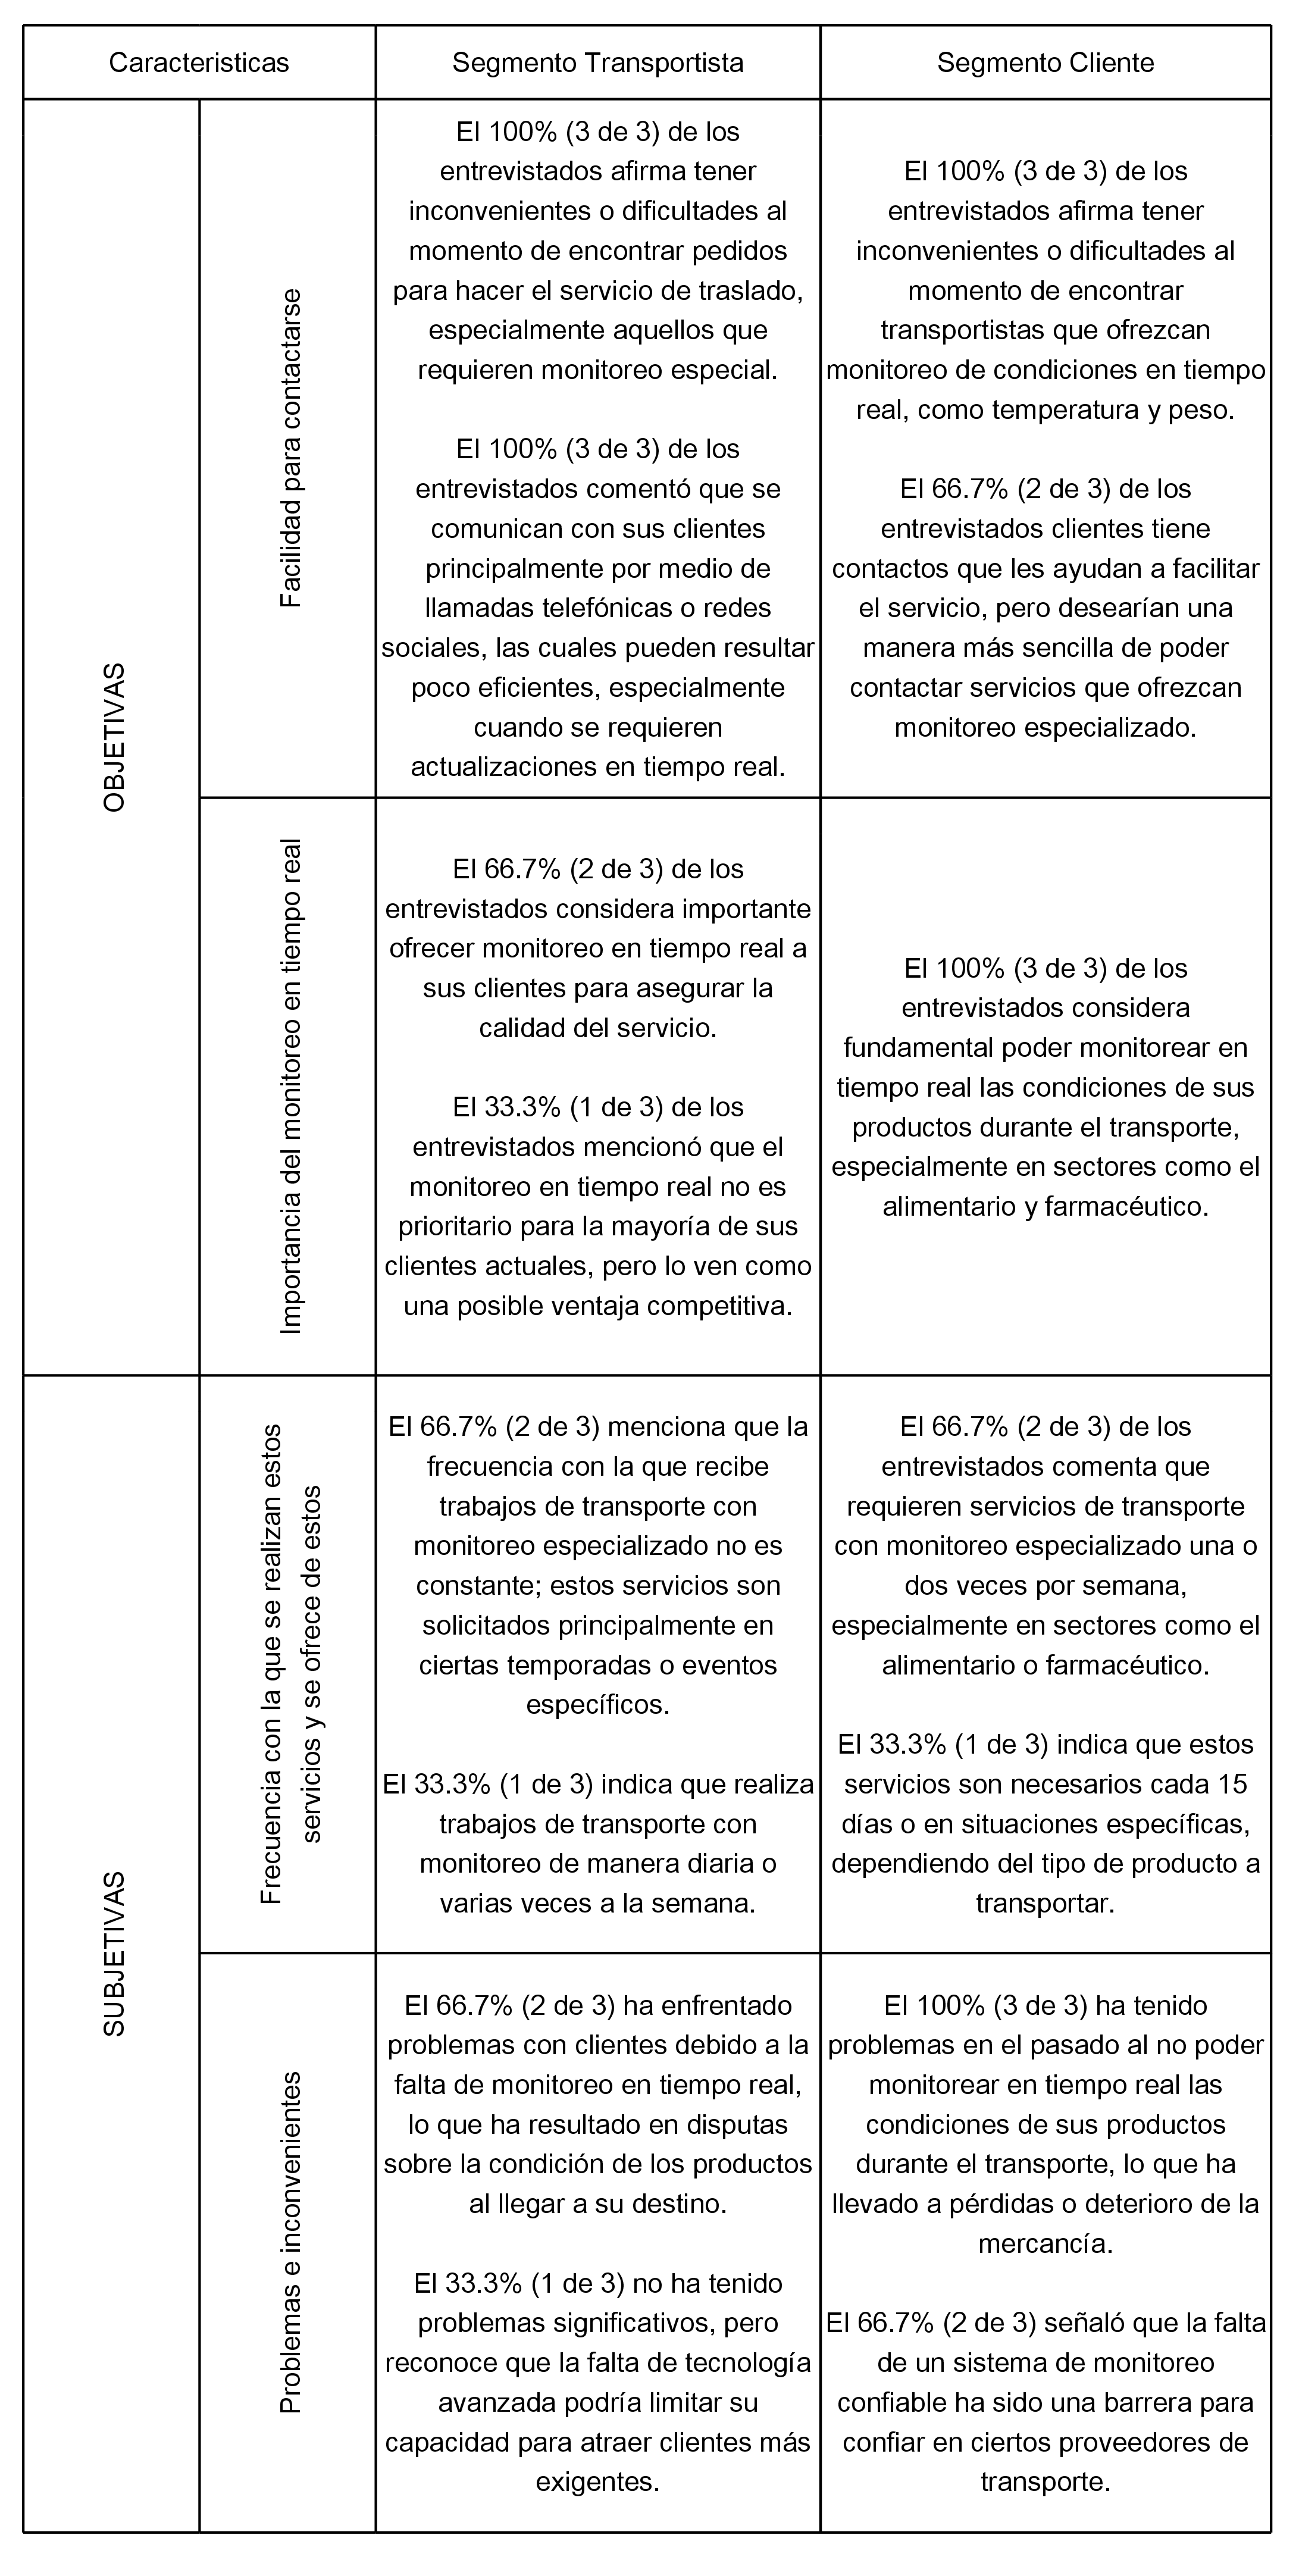 Caracteristicas
Segmento Transportista
Segmento Cliente
OBJETIVAS
Facilidad para contactarse
El 100% (3 de 3) de los
entrevistados afirma tener
inconvenientes o dificultades al
momento de encontrar pedidos
para hacer el servicio de traslado,
especialmente aquellos que
requieren monitoreo especial.
El 100% (3 de 3) de los
entrevistados comentó que se
comunican con sus clientes
principalmente por medio de
llamadas telefónicas o redes
sociales, las cuales pueden resultar
poco eficientes, especialmente
cuando se requieren
actualizaciones en tiempo real.
El 100% (3 de 3) de los
entrevistados afirma tener
inconvenientes o dificultades al
momento de encontrar
transportistas que ofrezcan
monitoreo de condiciones en tiempo
real, como temperatura y peso.
El 66.7% (2 de 3) de los
entrevistados clientes tiene
contactos que les ayudan a facilitar
el servicio, pero desearían una
manera más sencilla de poder
contactar servicios que ofrezcan
monitoreo especializado.
Importancia del monitoreo en tiempo real
El 66.7% (2 de 3) de los
entrevistados considera importante
ofrecer monitoreo en tiempo real a
sus clientes para asegurar la
calidad del servicio.
El 33.3% (1 de 3) de los
entrevistados mencionó que el
monitoreo en tiempo real no es
prioritario para la mayoría de sus
clientes actuales, pero lo ven como
una posible ventaja competitiva.
El 100% (3 de 3) de los
entrevistados considera
fundamental poder monitorear en
tiempo real las condiciones de sus
productos durante el transporte,
especialmente en sectores como el
alimentario y farmacéutico.
SUBJETIVAS
Frecuencia con la que se realizan estos
servicios y se ofrece de estos
El 66.7% (2 de 3) menciona que la
frecuencia con la que recibe
trabajos de transporte con
monitoreo especializado no es
constante; estos servicios son
solicitados principalmente en
ciertas temporadas o eventos
específicos.
El 33.3% (1 de 3) indica que realiza
trabajos de transporte con
monitoreo de manera diaria o
varias veces a la semana.
El 66.7% (2 de 3) de los
entrevistados comenta que
requieren servicios de transporte
con monitoreo especializado una o
dos veces por semana,
especialmente en sectores como el
alimentario o farmacéutico.
El 33.3% (1 de 3) indica que estos
servicios son necesarios cada 15
días o en situaciones específicas,
dependiendo del tipo de producto a
transportar.
Problemas e inconvenientes
El 66.7% (2 de 3) ha enfrentado
problemas con clientes debido a la
falta de monitoreo en tiempo real,
lo que ha resultado en disputas
sobre la condición de los productos
al llegar a su destino.
El 33.3% (1 de 3) no ha tenido
problemas significativos, pero
reconoce que la falta de tecnología
avanzada podría limitar su
capacidad para atraer clientes más
exigentes.
El 100% (3 de 3) ha tenido
problemas en el pasado al no poder
monitorear en tiempo real las
condiciones de sus productos
durante el transporte, lo que ha
llevado a pérdidas o deterioro de la
mercancía.
El 66.7% (2 de 3) señaló que la falta
de un sistema de monitoreo
confiable ha sido una barrera para
confiar en ciertos proveedores de
transporte.